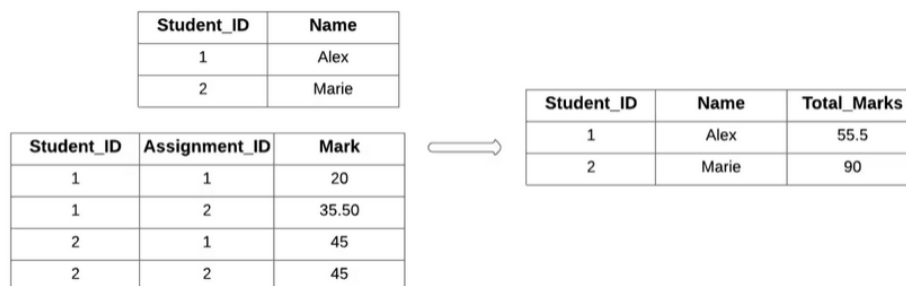 Student_ID Name
1 Alex
2 Marie
Student_ID Assignment_ID Mark
1 1 20
1 2 35.50
2 1 45
2 2 45
Student_ID Name Total_Marks
1 Alex 55.5
2 Marie 90